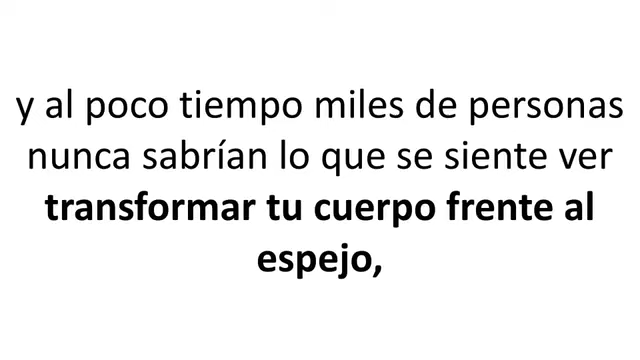 y al poco tiempo miles de personas
nunca sabrían lo que se siente ver
transformar tu cuerpo frente al
espejo,